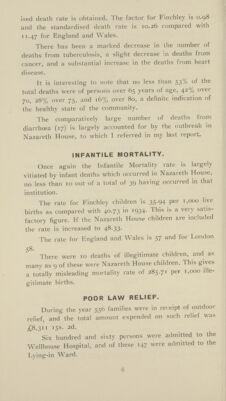 ised death rate is obtained. The factor for Finchley is 0.98
and the standardised death rate is 10.26 compared with
11.47 for England and Wales.
There has been a marked decrease in the number of
deaths from tuberculosis, a slight decrease in deaths from
cancer, and a substantial increase in the deaths from heart
disease.
It is interesting to note that no less than 53% of the
total deaths were of persons over 65 years of age, 42% over
70, 28% over 75, and 16% over 80, a definite indication of
the healthy state of the community.
The comparatively large number of deaths from
diarrhœa (17) is largely accounted for by the outbreak in
Nazareth House, to which I referred in my last report.
INFANTILE MORTALITY.
Once again the Infantile Mortality rate is largely
vitiated by infant deaths which occurred in Nazareth House,
no less than 10 out of a total of 39 having occurred in that
institution.
The rate for Finchley children is 35.94 per 1,000 live
births as compared with 40.73 in 1934. This is a very satis-
factory figure. If the Nazareth House children are included
the rate is increased to 48.33.
The rate for England and Wales is 57 and for London
58.
There were 10 deaths of illegitimate children, and as
many as 9 of these were Nazareth House children. This gives
a totally misleading mortality rate of 285.71 per 1,000 ille-
gitimate births.
POOR LAW RELIEF.
During the year 556 families were in receipt of outdoor
relief, and the total amount expended on such relief was
£8,311 15s. 2d.
Six hundred and sixty persons were admitted to the
Wellhouse Hospital, and of these 147 were admitted to the
Lying-in Ward.
6